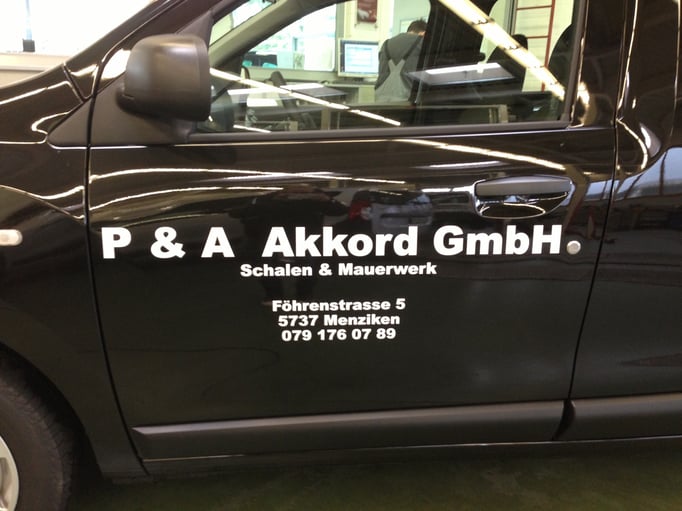 P & A Akkord GmbH
Schalen & Mauerwerk
Föhrenstrasse 5
5737 Menziken
079 176 07 89